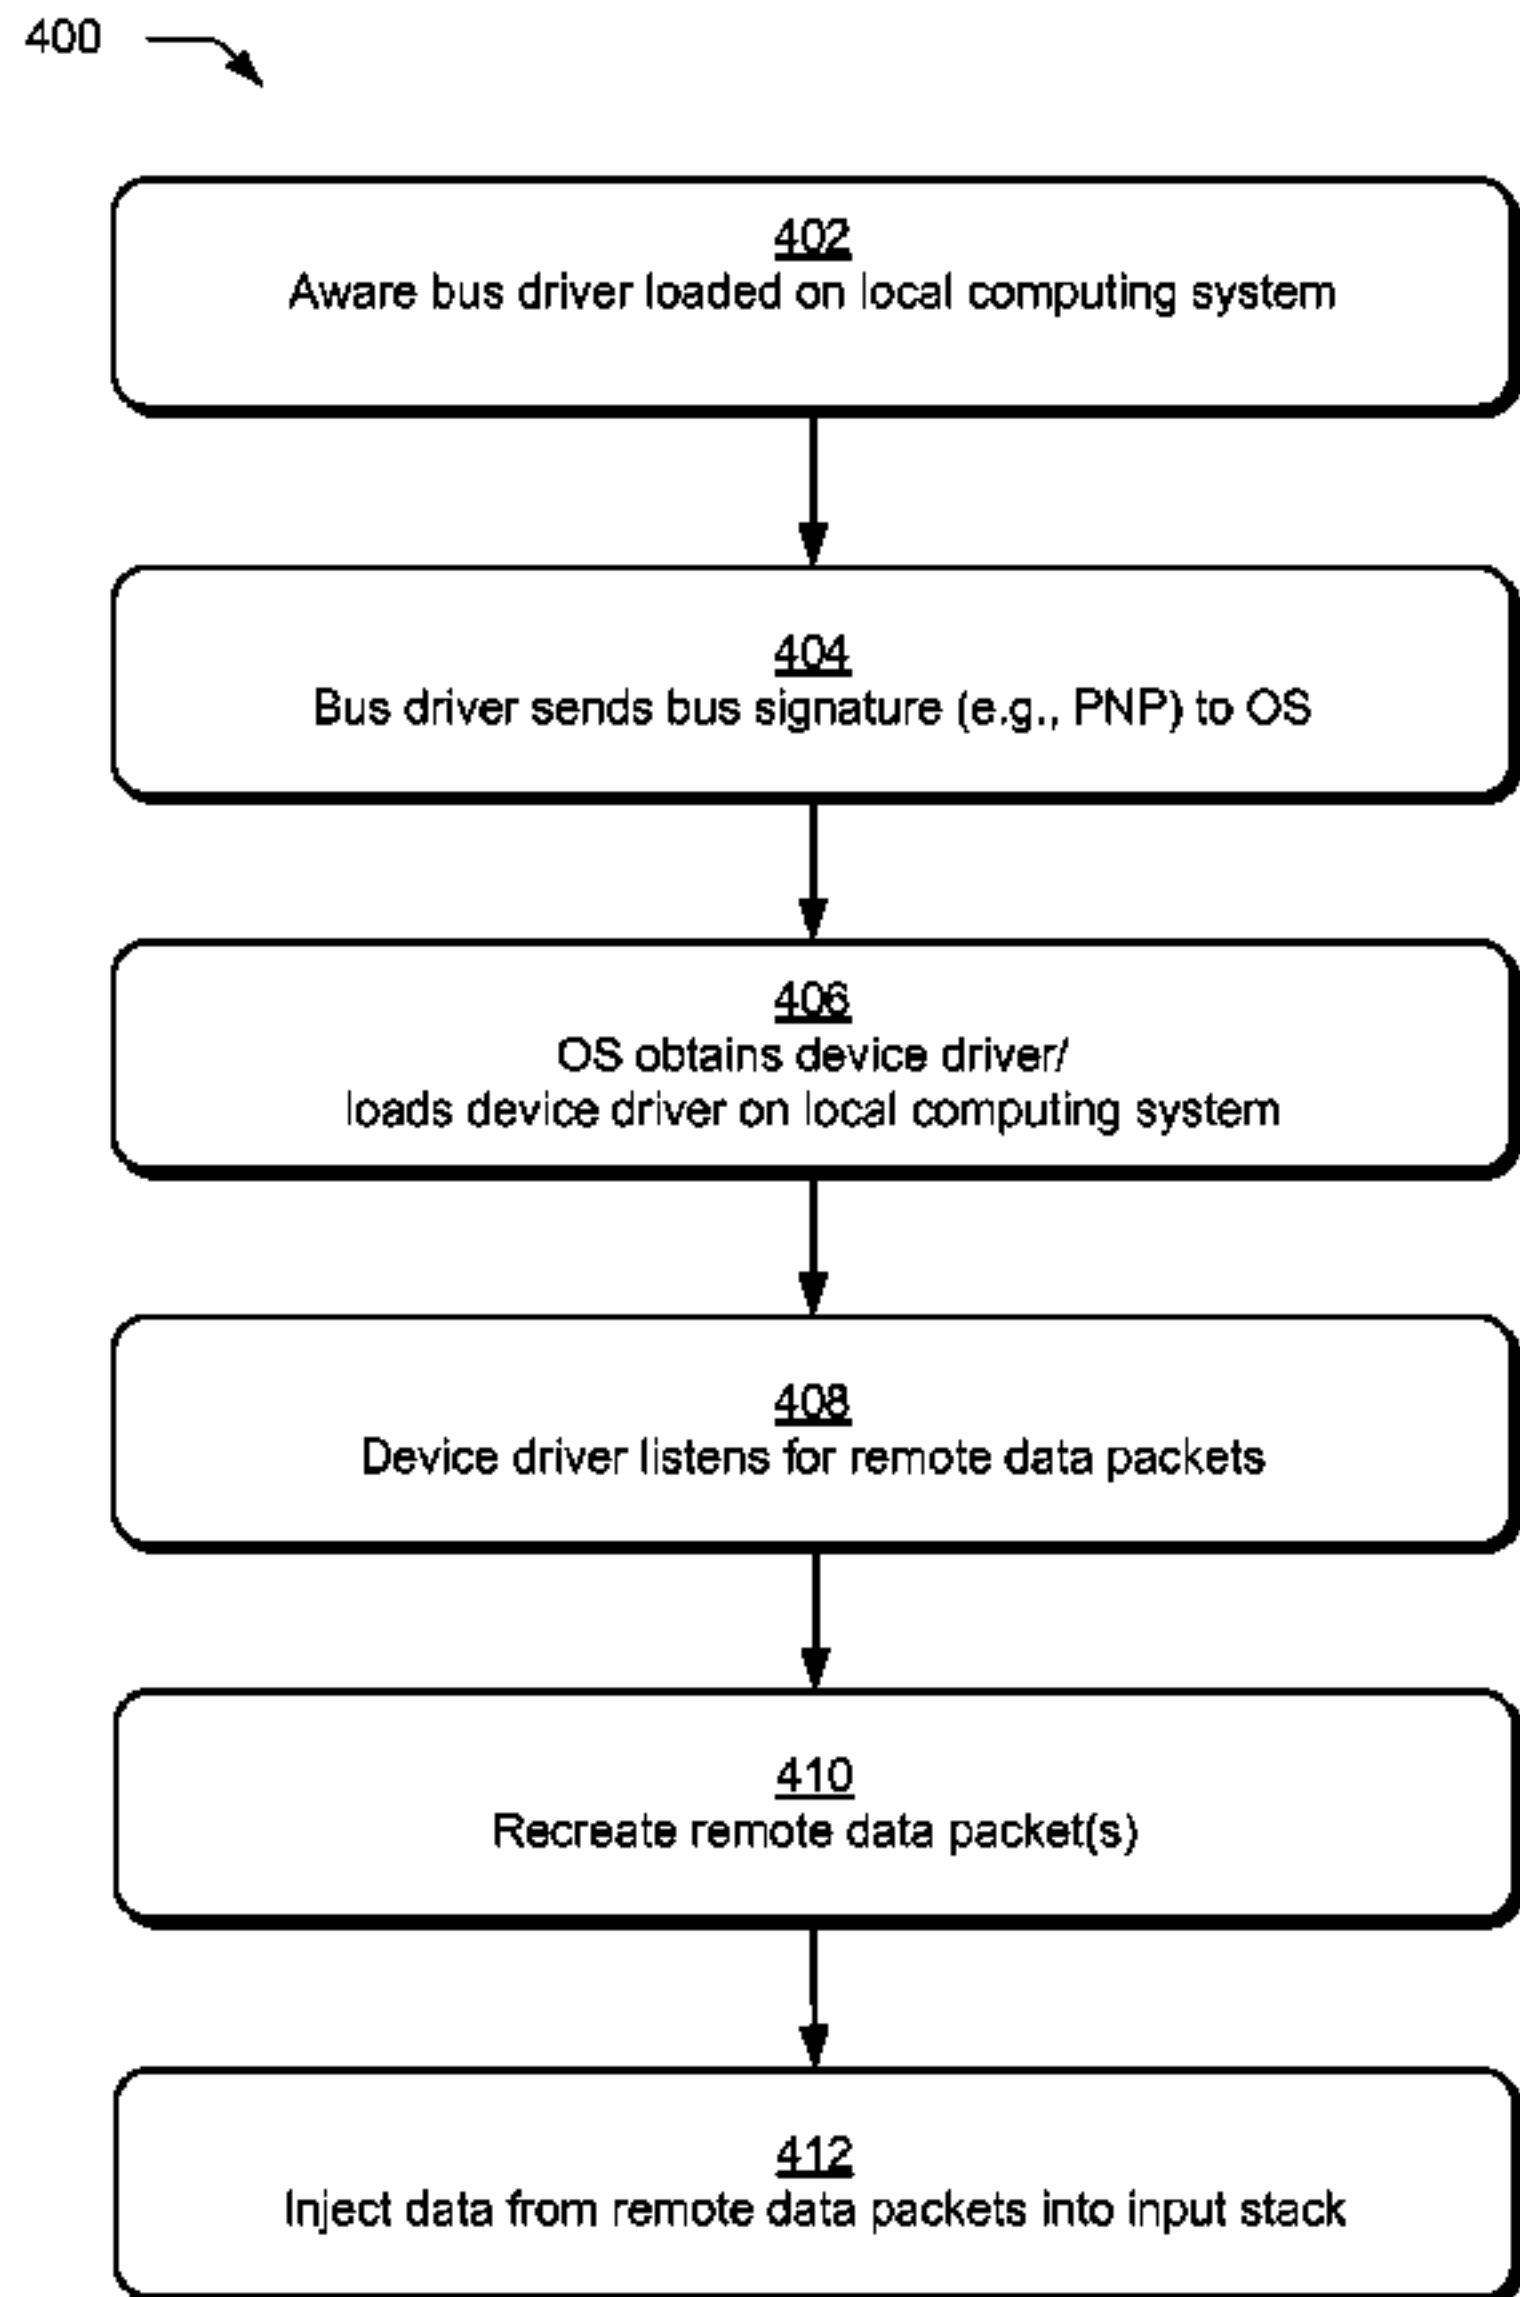 400
402
Aware bus driver loaded on local computing system
404
Bus driver sends bus signature (e.g., PNP) to OS
406
OS obtains device driver/
loads device driver on local computing system
408
Device driver listens for remote data packets
410
Recreate remote data packet(s)
412
Inject data from remote data packets into input stack